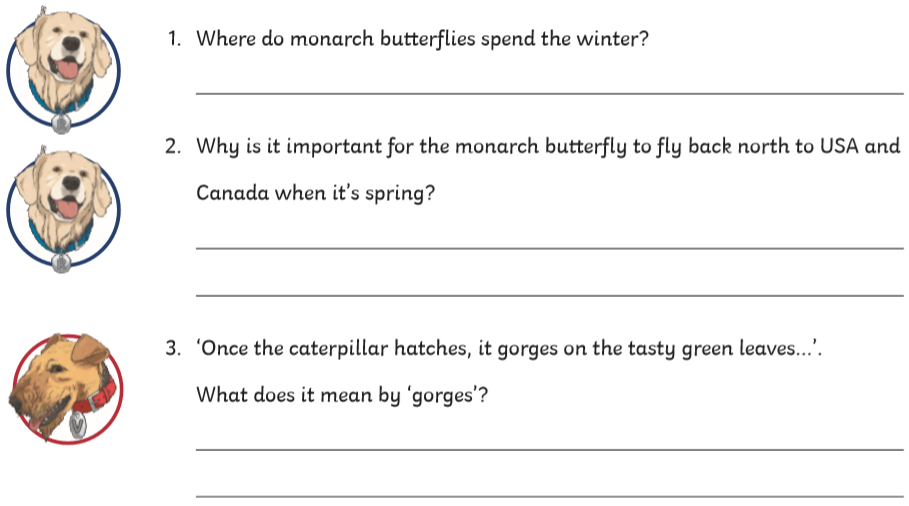 1. Where do monarch butterflies spend the winter?
R
2. Why is it important for the monarch butterfly to fly back north to USA and
Canada when it's spring?
R
3. ‘Once the caterpillar hatches, it gorges on the tasty green leaves...’.
What does it mean by ‘gorges’?
V